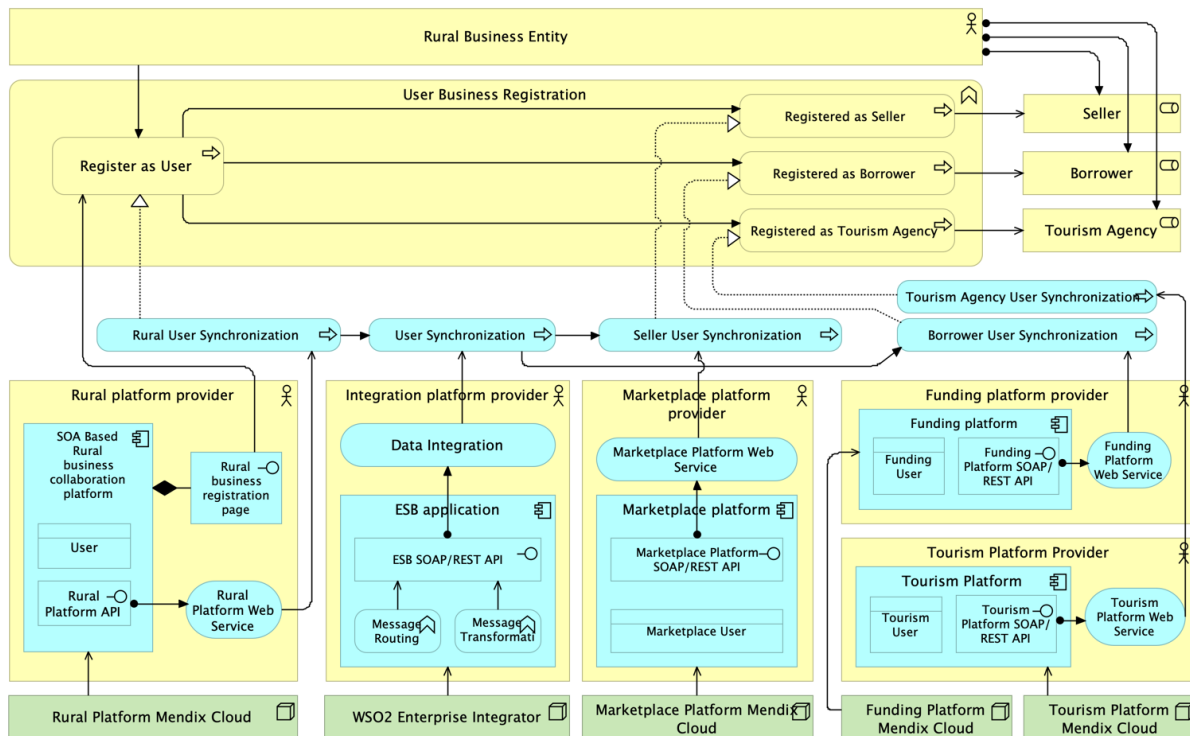 Rural Business Entity
User Business Registration
Register as User
Registered as Seller
Registered as Borrower
Registered as Tourism Agency
Seller
Borrower
Tourism Agency
Tourism Agency User Synchronization
Rural User Synchronization
User Synchronization
Seller User Synchronization
Borrower User Synchronization
Rural platform provider
SOA Based
Rural
business
collaboration
platform
Rural
business
registration
page
User
Rural
Platform API
Rural
Platform Web
Service
Integration platform provider
Data Integration
ESB application
ESB SOAP/REST API
Message
Routing
Message
Transformati
Marketplace platform
provider
Marketplace Platform Web
Service
Marketplace platform
Marketplace Platform
SOAP/REST API
Marketplace User
Funding platform provider
Funding platform
Funding
User
Funding
Platform SOAP/
REST API
Funding
Platform
Web Service
Tourism Platform Provider
Tourism Platform
Tourism
User
Tourism
Platform SOAP/
REST API
Tourism
Platform Web
Service
Rural Platform Mendix Cloud
WSO2 Enterprise Integrator
Marketplace Platform Mendix
Cloud
Funding Platform
Mendix Cloud
Tourism Platform
Mendix Cloud